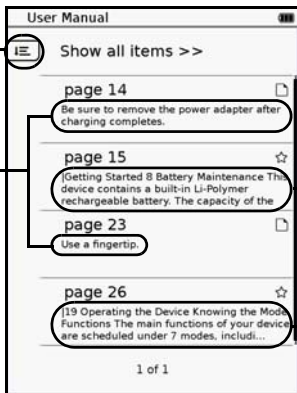 User Manual
Show all items >>
page 14
Be sure to remove the power adapter after
charging completes.
page 15
|Getting Started 8 Battery Maintenance This
device contains a built-in Li-Polymer
rechargeable battery. The capacity of the
page 23
Use a fingertip.
page 26
|19 Operating the Device Knowing the Mode
Functions The main functions of your device
are scheduled under 7 modes, includi...
1 of 1